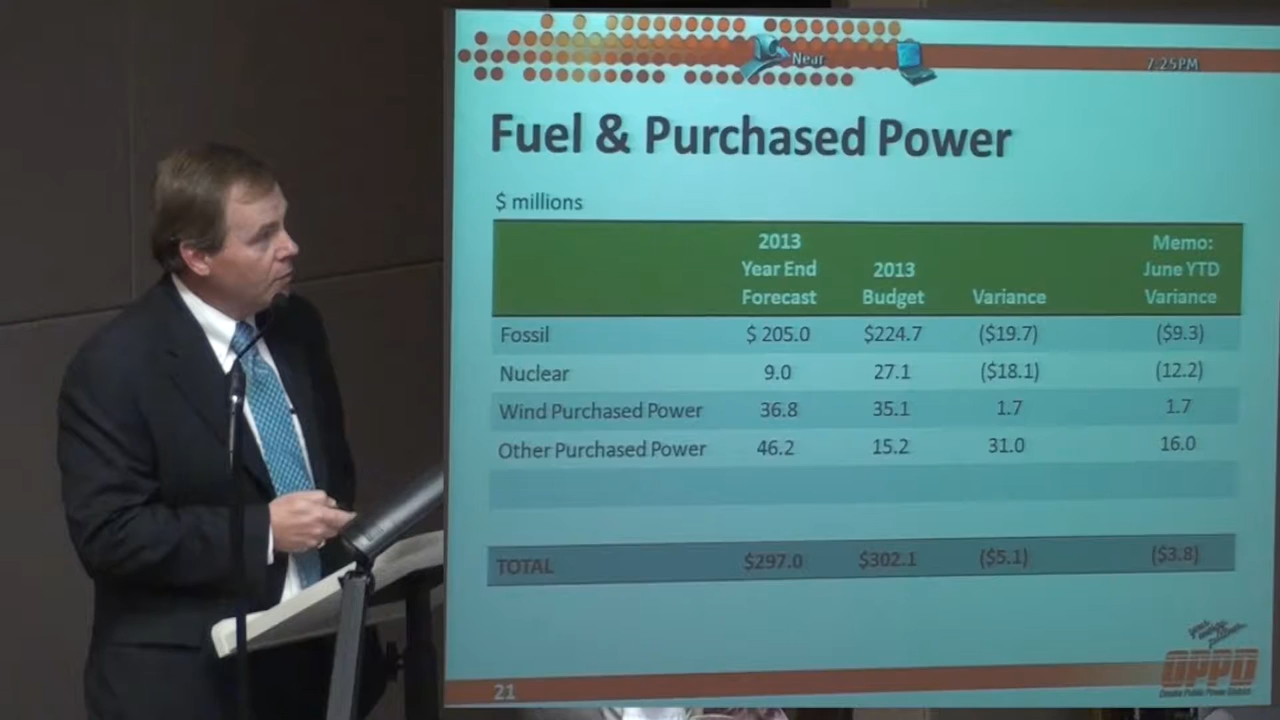 Near
7:25PM
Fuel & Purchased Power
$ millions
2013 Year End Forecast 2013 Budget Variance Memo: June YTD Variance
Fossil $ 205.0 $224.7 ($19.7) ($9.3)
Nuclear 9.0 27.1 ($18.1) (12.2)
Wind Purchased Power 36.8 35.1 1.7 1.7
Other Purchased Power 46.2 15.2 31.0 16.0
TOTAL $297.0 $302.1 ($5.1) ($3.8)
OPPD
Omaha Public Power District
21